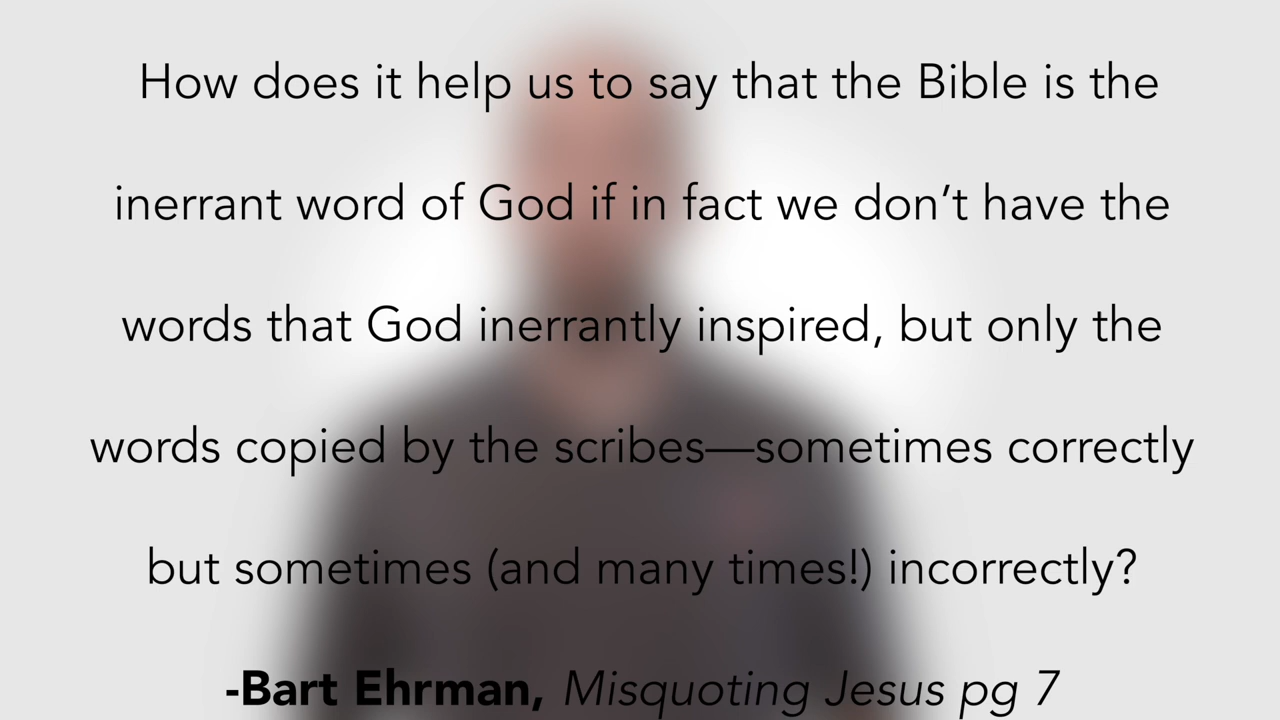 How does it help us to say that the Bible is the
inerrant word of God if in fact we don’t have the
words that God inerrantly inspired, but only the
words copied by the scribes—sometimes correctly
but sometimes (and many times!) incorrectly?
-Bart Ehrman, Misquoting Jesus pg 7